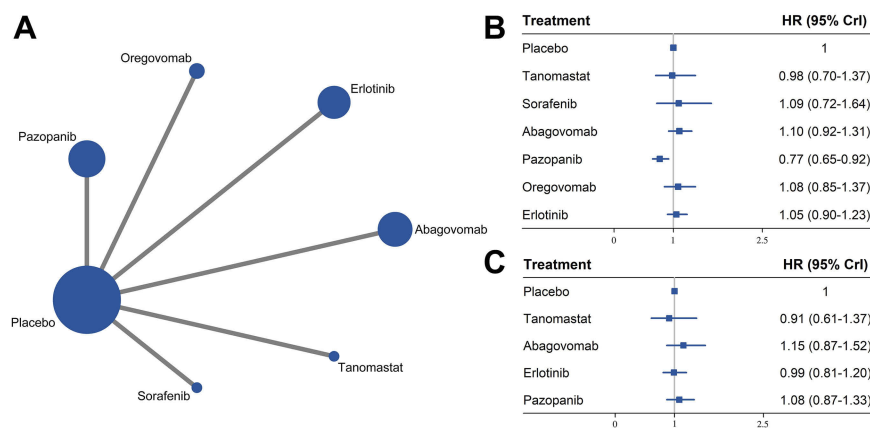 A
Oregovomab
Erlotinib
Pazopanib
Abagovomab
Placebo
Tanomastat
Sorafenib
B
Treatment HR (95% CrI)
Placebo 1
Tanomastat 0.98 (0.70-1.37)
Sorafenib 1.09 (0.72-1.64)
Abagovomab 1.10 (0.92-1.31)
Pazopanib 0.77 (0.65-0.92)
Oregovomab 1.08 (0.85-1.37)
Erlotinib 1.05 (0.90-1.23)
0 1 2.5
C
Treatment HR (95% CrI)
Placebo 1
Tanomastat 0.91 (0.61-1.37)
Abagovomab 1.15 (0.87-1.52)
Erlotinib 0.99 (0.81-1.20)
Pazopanib 1.08 (0.87-1.33)
0 1 2.5